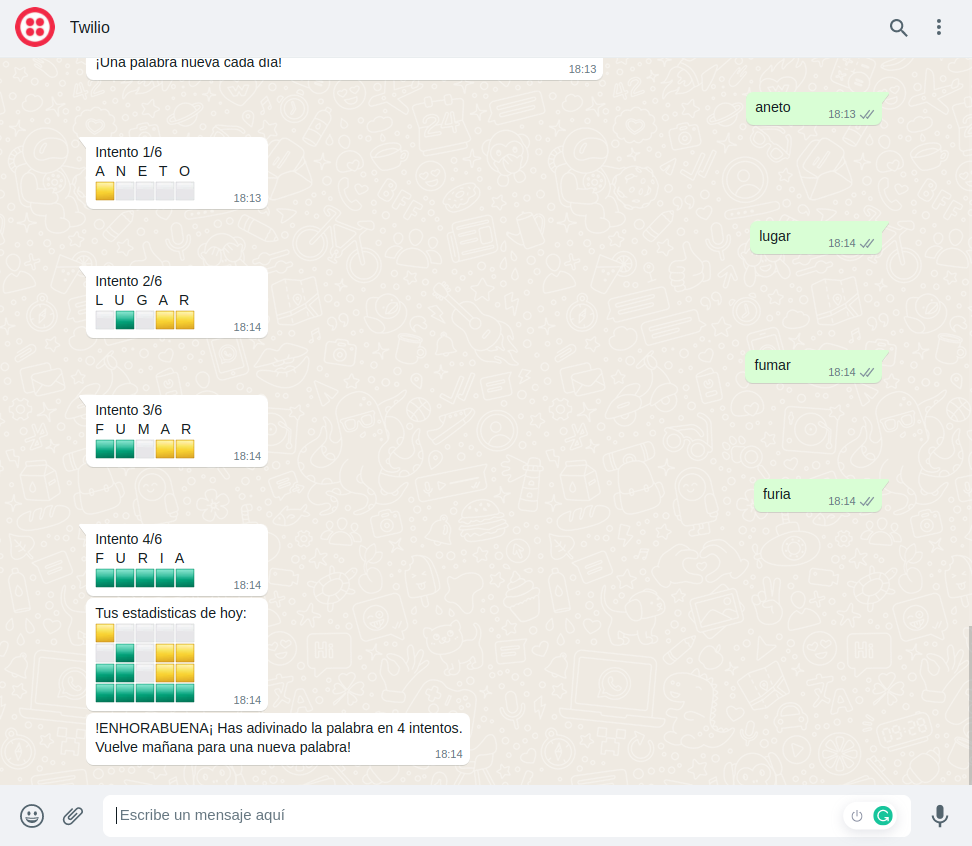 Twilio
¡Una palabra nueva cada día!
18:13
aneto
18:13
Intento 1/6
A N E T O
18:13
lugar
18:14
Intento 2/6
L U G A R
18:14
fumar
18:14
Intento 3/6
F U M A R
18:14
furia
18:14
Intento 4/6
F U R I A
18:14
Tus estadisticas de hoy:
18:14
!ENHORABUENA¡ Has adivinado la palabra en 4 intentos.
Vuelve mañana para una nueva palabra!
18:14
Escribe un mensaje aquí